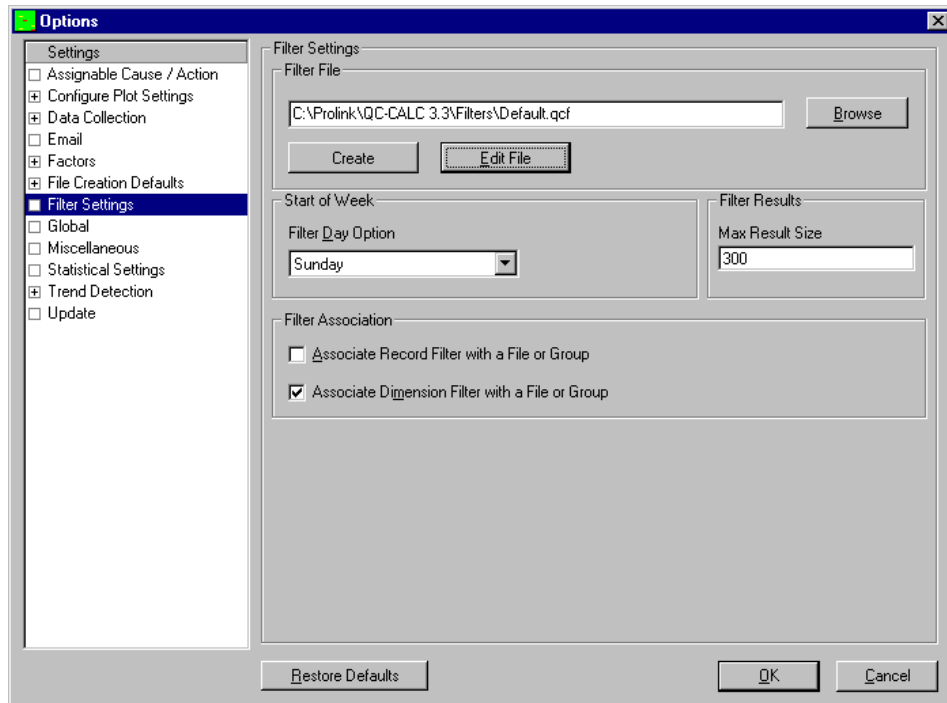 Options
Settings
Assignable Cause / Action
Configure Plot Settings
Data Collection
Email
Factors
File Creation Defaults
Filter Settings
Global
Miscellaneous
Statistical Settings
Trend Detection
Update
Filter Settings
Filter File
C:\Prolink\QC-CALC 3.3\Filters\Default.qcf
Browse
Create
Edit File
Start of Week
Filter Day Option
Sunday
Filter Results
Max Result Size
300
Filter Association
Associate Record Filter with a File or Group
Associate Dimension Filter with a File or Group
Restore Defaults
OK
Cancel